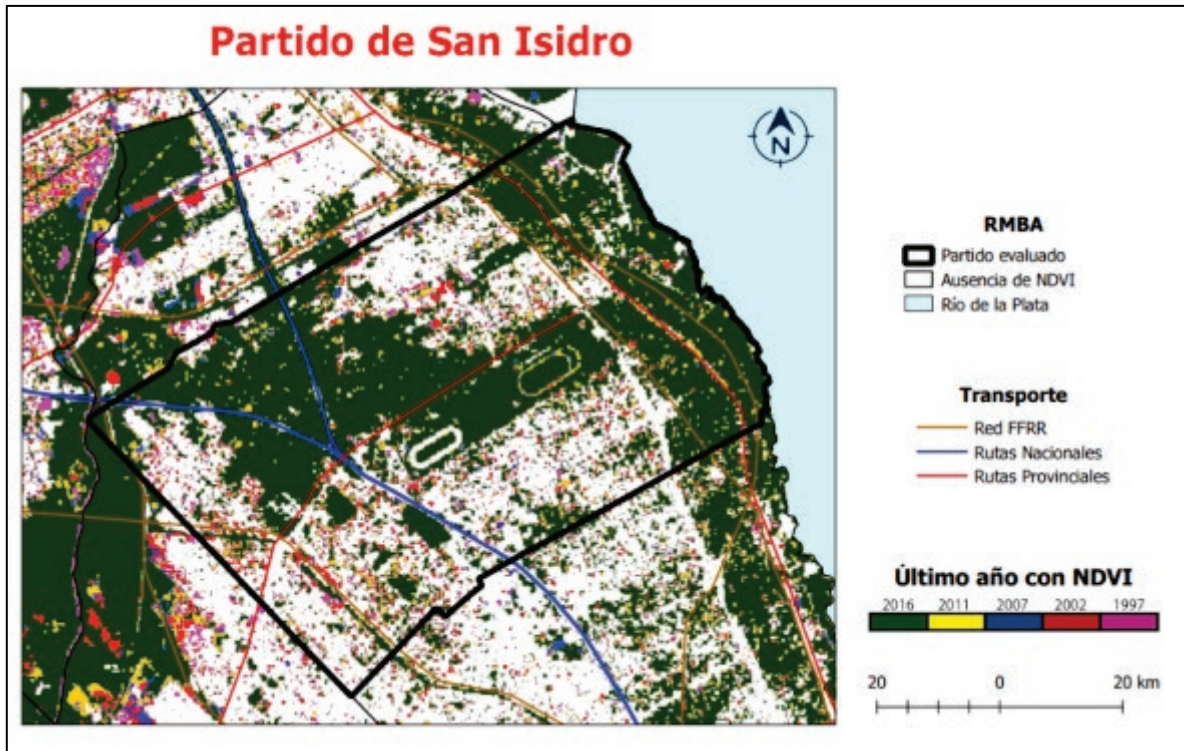 Partido de San Isidro
N
RMBA
Partido evaluado
Ausencia de NDVI
Río de la Plata
Transporte
Red FFRR
Rutas Nacionales
Rutas Provinciales
Último año con NDVI
2016 2011 2007 2002 1997
20 0 20 km